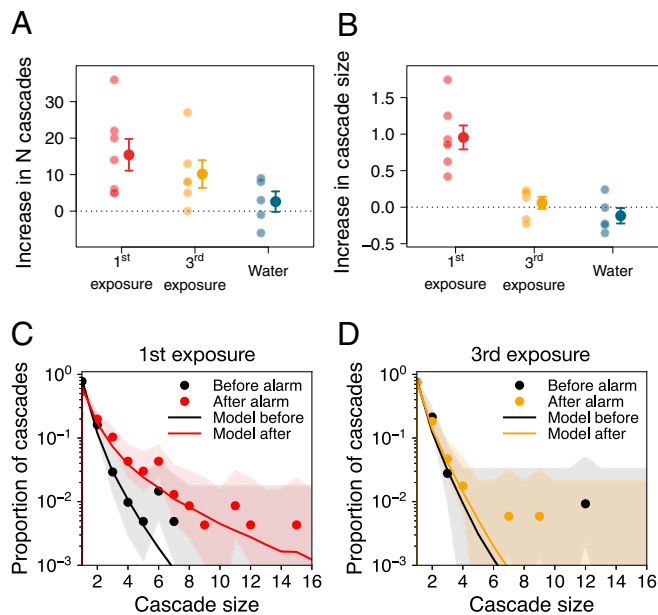 A
Increase in N cascades
30
20
10
0
1st exposure
3rd exposure
Water
B
Increase in cascade size
1.5
1.0
0.5
0.0
−0.5
1st exposure
3rd exposure
Water
C
1st exposure
Proportion of cascades
10^0
10^−1
10^−2
10^−3
Before alarm
After alarm
Model before
Model after
2 4 6 8 10 12 14 16
Cascade size
D
3rd exposure
Proportion of cascades
10^0
10^−1
10^−2
10^−3
Before alarm
After alarm
Model before
Model after
2 4 6 8 10 12 14 16
Cascade size